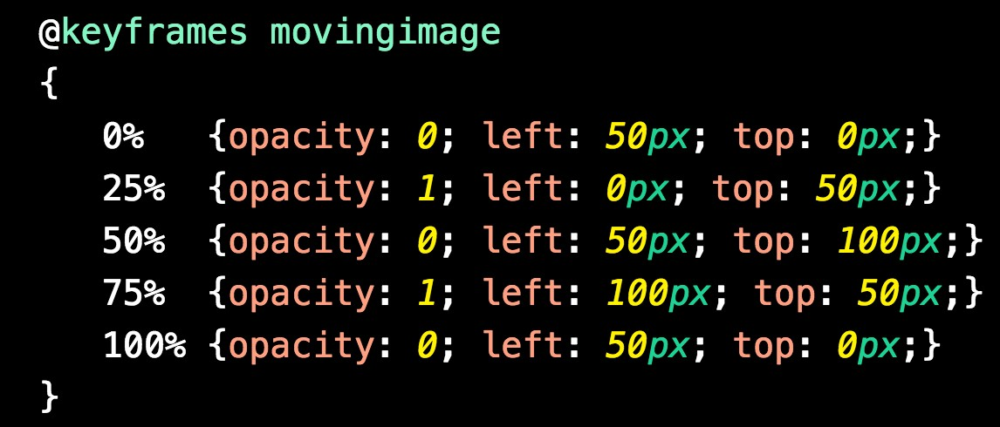 @keyframes movingimage
{
0% {opacity: 0; left: 50px; top: 0px;}
25% {opacity: 1; left: 0px; top: 50px;}
50% {opacity: 0; left: 50px; top: 100px;}
75% {opacity: 1; left: 100px; top: 50px;}
100% {opacity: 0; left: 50px; top: 0px;}
}